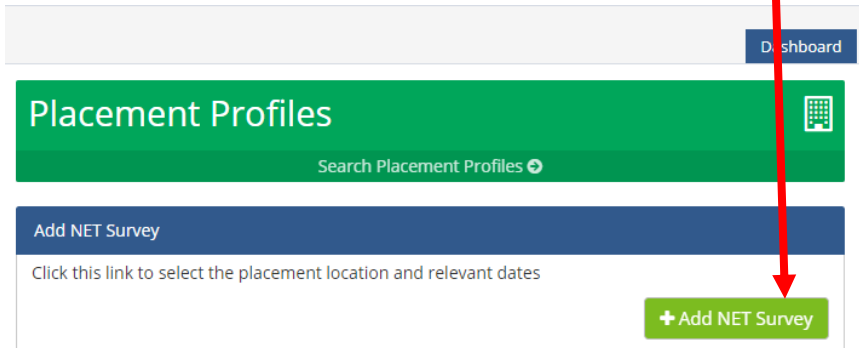 Dashboard
Placement Profiles
Search Placement Profiles
Add NET Survey
Click this link to select the placement location and relevant dates
+ Add NET Survey